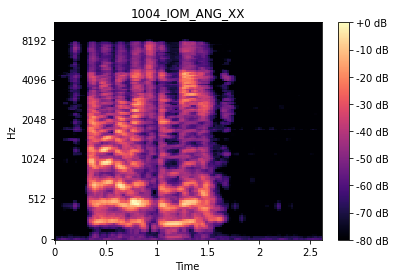 1004_IOM_ANG_XX
+0 dB
8192
-10 dB
4096
-20 dB
-30 dB
2048
-40 dB
Hz
1024
-50 dB
512
-60 dB
-70 dB
0
-80 dB
0 0.5 1 1.5 2 2.5
Time